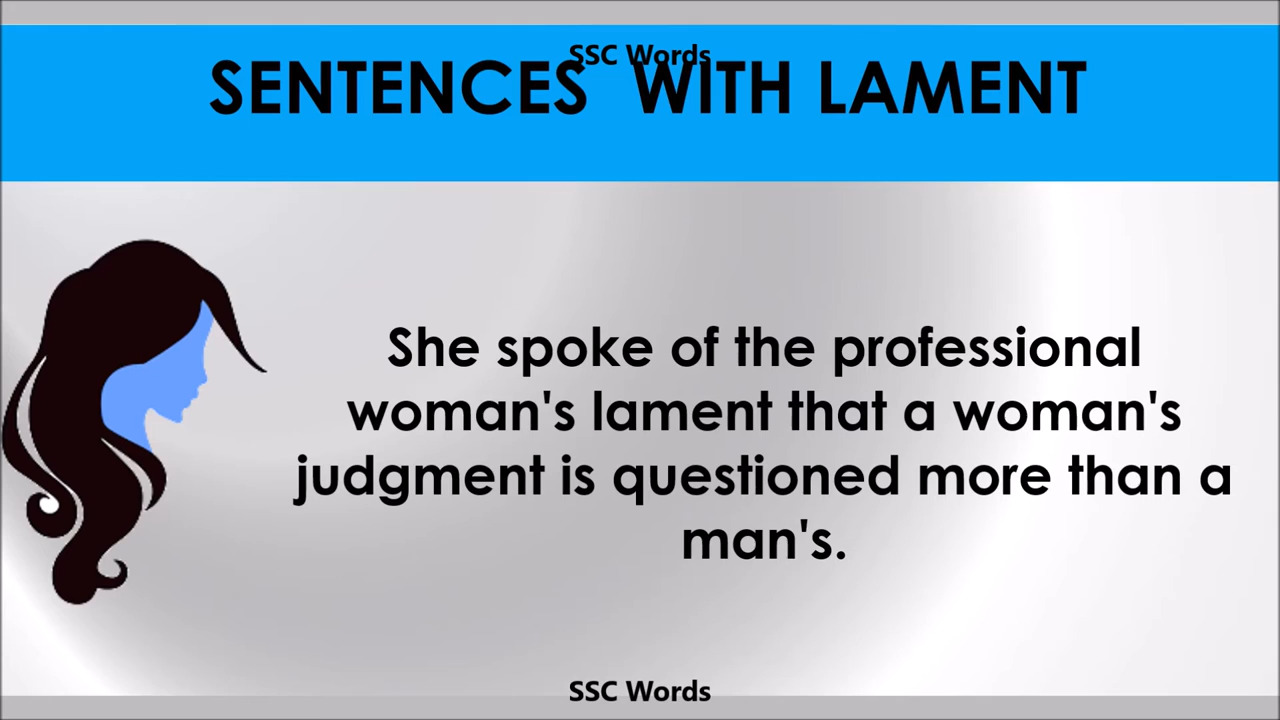 SSC Words
SENTENCES WITH LAMENT
She spoke of the professional
woman's lament that a woman's
judgment is questioned more than a
man's.
SSC Words